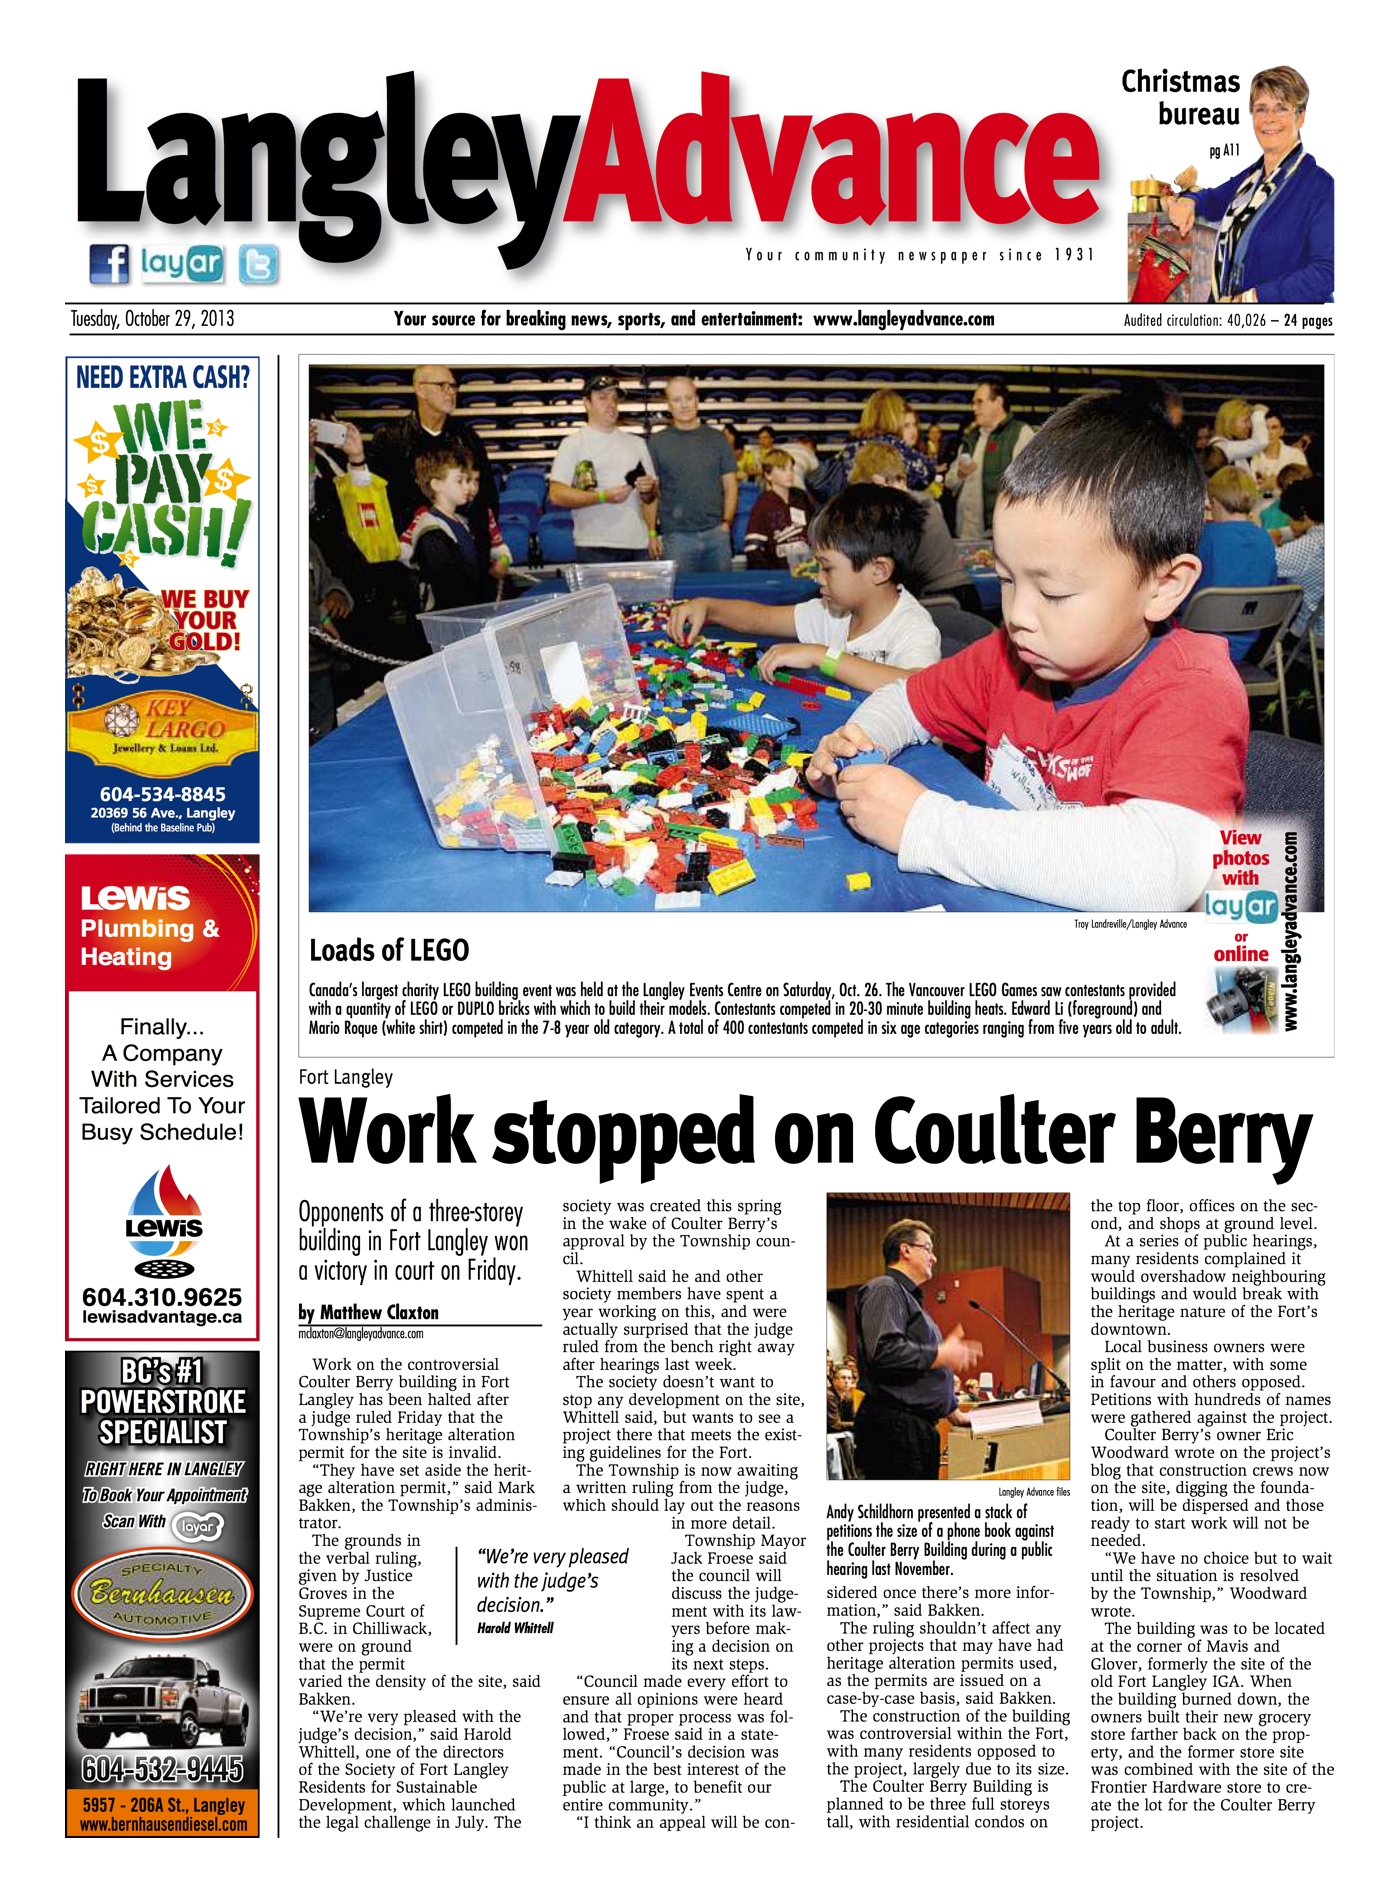 LangleyAdvance
Your community newspaper since 1931
Christmas
bureau
pg A11
f layar t
Tuesday, October 29, 2013
Your source for breaking news, sports, and entertainment: www.langleyadvance.com
Audited circulation: 40,026 – 24 pages
NEED EXTRA CASH?
WE
PAY
CASH!
WE BUY
YOUR
GOLD!
KEY
LARGO
Jewellery & Loans Ltd.
604-534-8845
20369 56 Ave., Langley
(Behind the Baseline Pub)
LEWiS
Plumbing &
Heating
Finally...
A Company
With Services
Tailored To Your
Busy Schedule!
LEWiS
604.310.9625
lewisadvantage.ca
BC's #1
POWERSTROKE
SPECIALIST
RIGHT HERE IN LANGLEY
To Book Your Appointment
Scan With layar
SPECIALTY
Bernhausen
AUTOMOTIVE
604-532-9445
5957 - 206A St., Langley
www.bernhausendiesel.com
William
View
photos
with
layar
or
online
www.langleyadvance.com
Troy Landreville/Langley Advance
Loads of LEGO
Canada's largest charity LEGO building event was held at the Langley Events Centre on Saturday, Oct. 26. The Vancouver LEGO Games saw contestants provided
with a quantity of LEGO or DUPLO bricks with which to build their models. Contestants competed in 20-30 minute building heats. Edward Li (foreground) and
Mario Roque (white shirt) competed in the 7-8 year old category. A total of 400 contestants competed in six age categories ranging from five years old to adult.
Fort Langley
Work stopped on Coulter Berry
Opponents of a three-storey
building in Fort Langley won
a victory in court on Friday.
by Matthew Claxton
mclaxton@langleyadvance.com
Work on the controversial
Coulter Berry building in Fort
Langley has been halted after
a judge ruled Friday that the
Township's heritage alteration
permit for the site is invalid.
“They have set aside the herit-
age alteration permit,” said Mark
Bakken, the Township's adminis-
trator.
The grounds in
the verbal ruling,
given by Justice
Groves in the
Supreme Court of
B.C. in Chilliwack,
were on ground
that the permit
varied the density of the site, said
Bakken.
“We're very pleased with the
judge's decision,” said Harold
Whittell, one of the directors
of the Society of Fort Langley
Residents for Sustainable
Development, which launched
the legal challenge in July. The
“We're very pleased
with the judge's
decision.”
Harold Whittell
society was created this spring
in the wake of Coulter Berry's
approval by the Township coun-
cil.
Whittell said he and other
society members have spent a
year working on this, and were
actually surprised that the judge
ruled from the bench right away
after hearings last week.
The society doesn't want to
stop any development on the site,
Whittell said, but wants to see a
project there that meets the exist-
ing guidelines for the Fort.
The Township is now awaiting
a written ruling from the judge,
which should lay out the reasons
in more detail.
Township Mayor
Jack Froese said
the council will
discuss the judge-
ment with its law-
yers before mak-
ing a decision on
its next steps.
“Council made every effort to
ensure all opinions were heard
and that proper process was fol-
lowed,” Froese said in a state-
ment. “Council's decision was
made in the best interest of the
public at large, to benefit our
entire community.”
“I think an appeal will be con-
Langley Advance files
Andy Schildhorn presented a stack of
petitions the size of a phone book against
the Coulter Berry Building during a public
hearing last November.
sidered once there's more infor-
mation,” said Bakken.
The ruling shouldn't affect any
other projects that may have had
heritage alteration permits used,
as the permits are issued on a
case-by-case basis, said Bakken.
The construction of the building
was controversial within the Fort,
with many residents opposed to
the project, largely due to its size.
The Coulter Berry Building is
planned to be three full storeys
tall, with residential condos on
the top floor, offices on the sec-
ond, and shops at ground level.
At a series of public hearings,
many residents complained it
would overshadow neighbouring
buildings and would break with
the heritage nature of the Fort's
downtown.
Local business owners were
split on the matter, with some
in favour and others opposed.
Petitions with hundreds of names
were gathered against the project.
Coulter Berry's owner Eric
Woodward wrote on the project's
blog that construction crews now
on the site, digging the founda-
tion, will be dispersed and those
ready to start work will not be
needed.
“We have no choice but to wait
until the situation is resolved
by the Township,” Woodward
wrote.
The building was to be located
at the corner of Mavis and
Glover, formerly the site of the
old Fort Langley IGA. When
the building burned down, the
owners built their new grocery
store farther back on the prop-
erty, and the former store site
was combined with the site of the
Frontier Hardware store to cre-
ate the lot for the Coulter Berry
project.